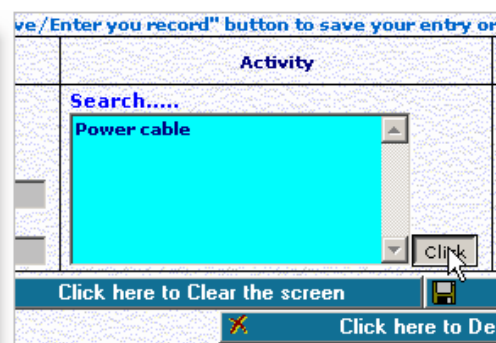 ve/Enter you record" button to save your entry or
Activity
Search.....
Power cable
Click
Click here to Clear the screen
Click here to De